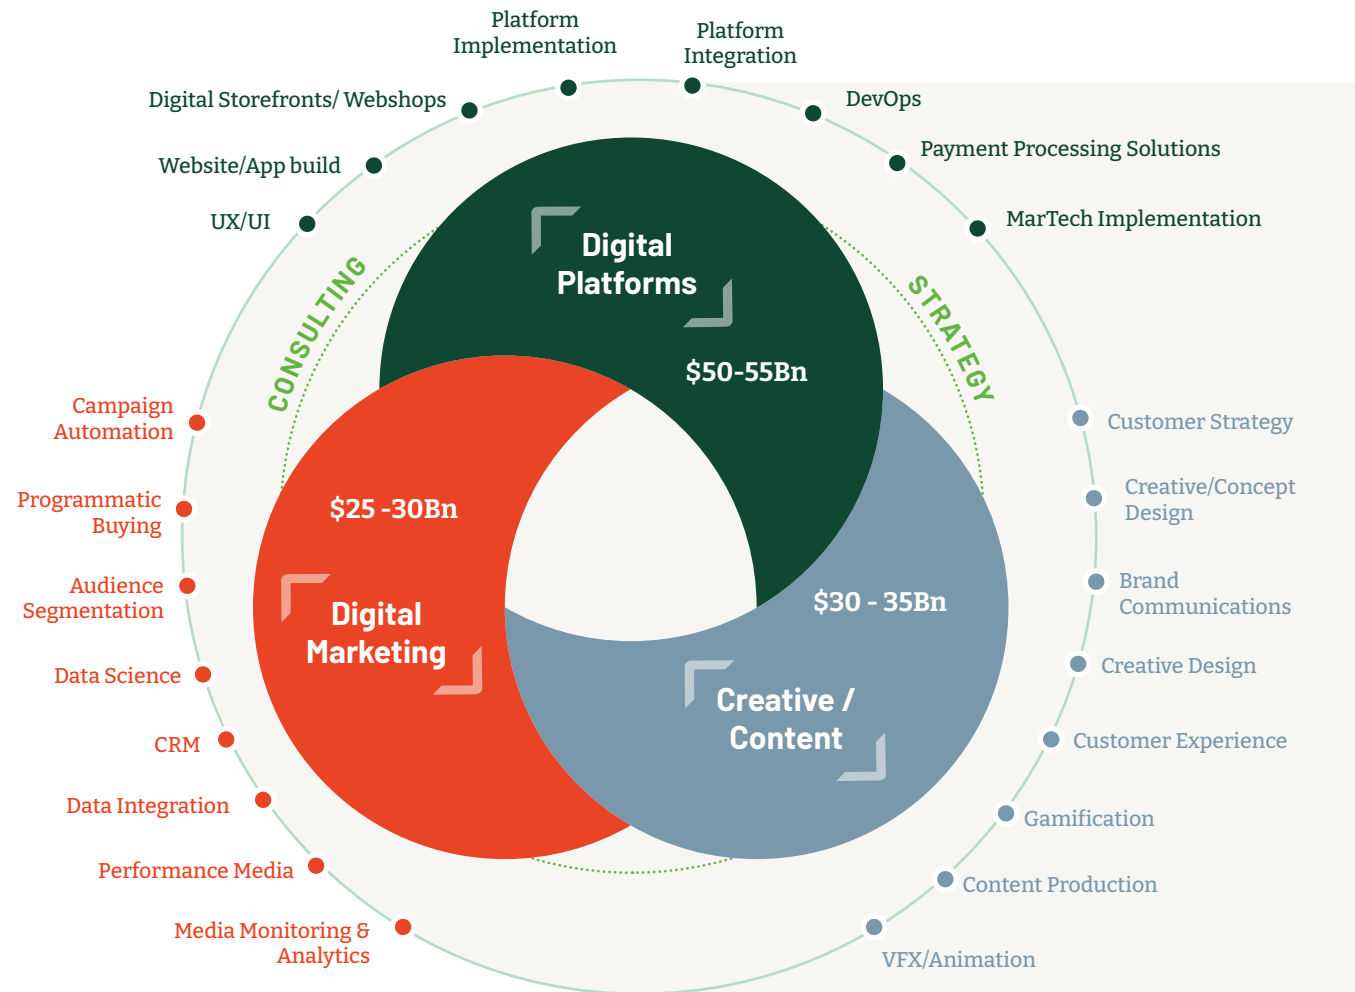 Platform
Implementation
Platform
Integration
Digital Storefronts/ Webshops
DevOps
Website/App build
Payment Processing Solutions
UX/UI
MarTech Implementation
CONSULTING
STRATEGY
Digital
Platforms
$50-55Bn
Campaign
Automation
Programmatic
Buying
Audience
Segmentation
Data Science
CRM
Data Integration
Performance Media
Media Monitoring &
Analytics
$25 -30Bn
Digital
Marketing
$30 - 35Bn
Creative /
Content
Customer Strategy
Creative/Concept
Design
Brand
Communications
Creative Design
Customer Experience
Gamification
Content Production
VFX/Animation